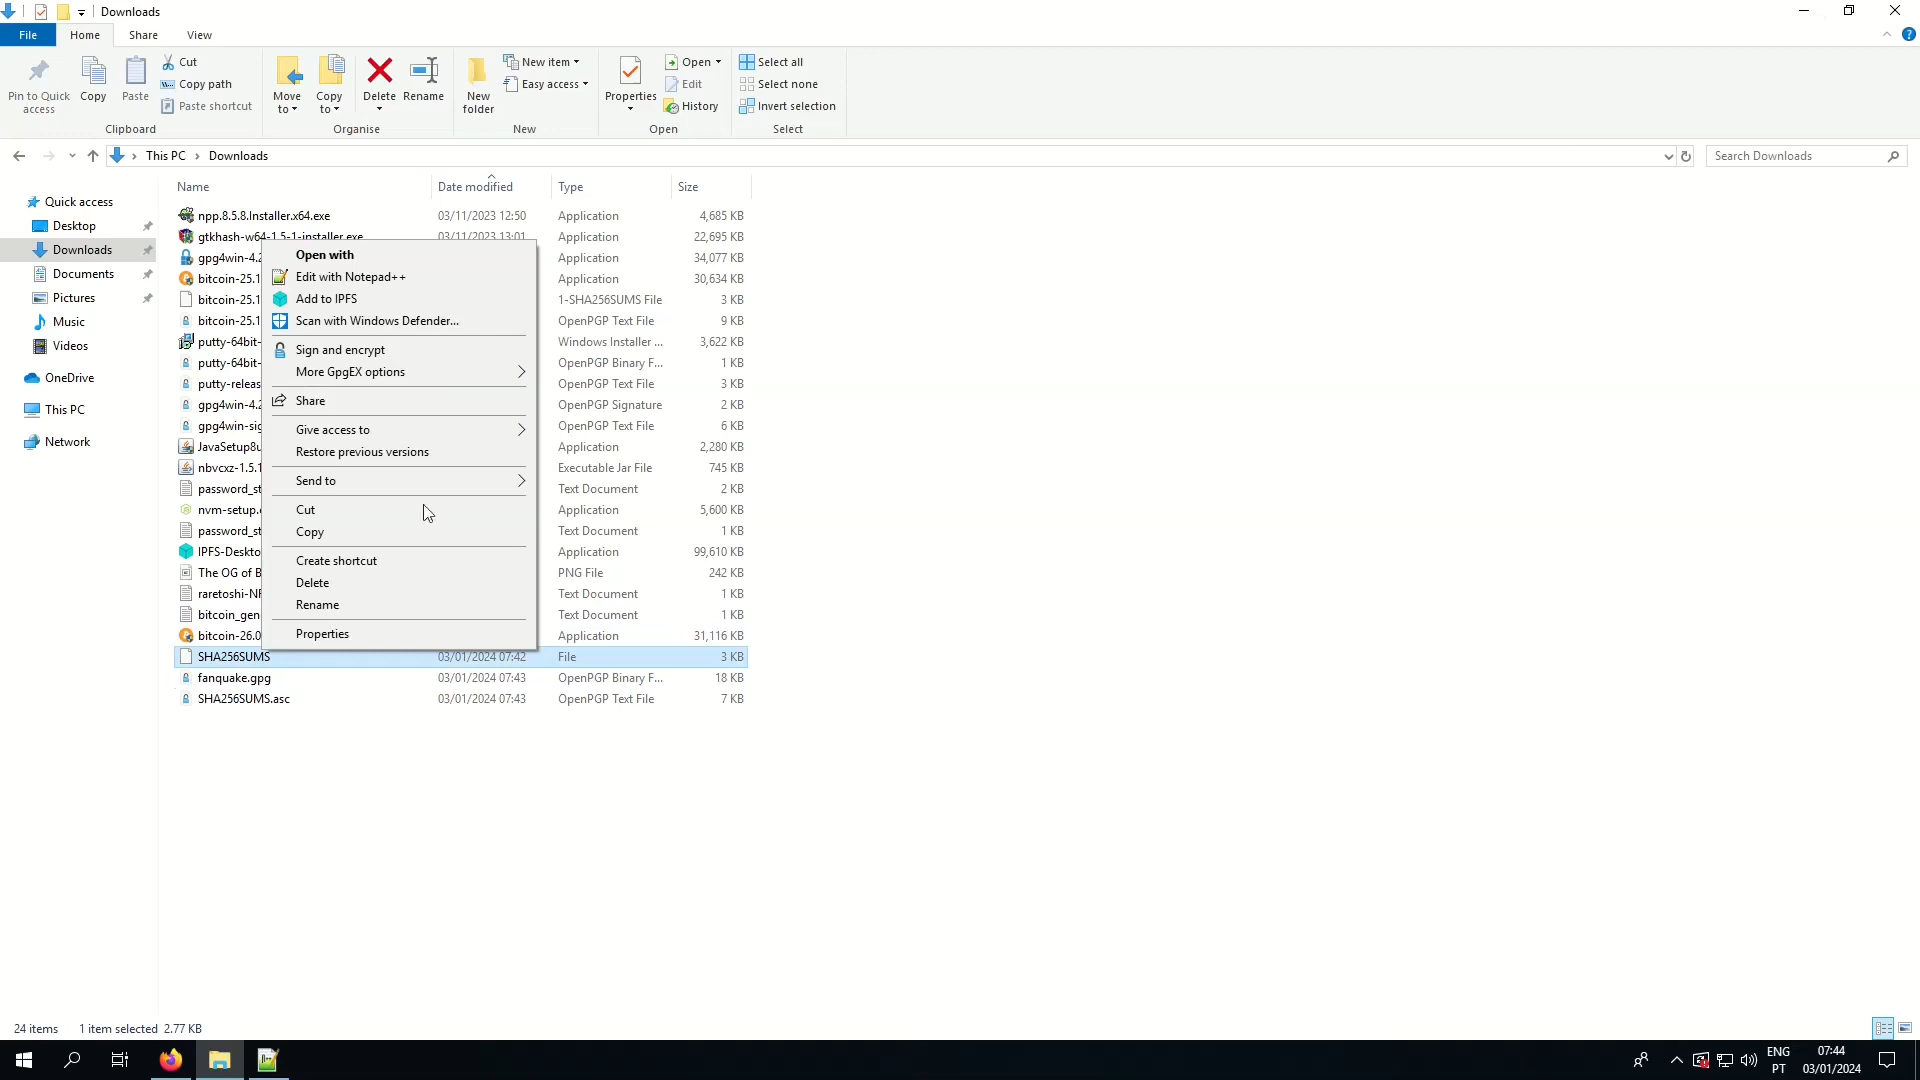 Downloads
File Home Share View
Pin to Quick access
Copy
Paste
Cut
Copy path
Paste shortcut
Clipboard
Move to
Copy to
Delete
Rename
Organise
New folder
New item
Easy access
New
Properties
Open
Edit
History
Open
Select all
Select none
Invert selection
Select
This PC > Downloads
Search Downloads
Quick access
Desktop
Downloads
Documents
Pictures
Music
Videos
OneDrive
This PC
Network
Name Date modified Type Size
npp.8.5.8.Installer.x64.exe 03/11/2023 12:50 Application 4,685 KB
gtkhash-w64-1.5-1-installer.exe 03/11/2023 13:01 Application 22,695 KB
gpg4win-4.2 Application 34,077 KB
bitcoin-25.1 Application 30,634 KB
bitcoin-25.1 1-SHA256SUMS File 3 KB
bitcoin-25.1 OpenPGP Text File 9 KB
putty-64bit- Windows Installer ... 3,622 KB
putty-64bit- OpenPGP Binary F... 1 KB
putty-releas OpenPGP Text File 3 KB
gpg4win-4.2 OpenPGP Signature 2 KB
gpg4win-sig OpenPGP Text File 6 KB
JavaSetup8u Application 2,280 KB
nbvcxz-1.5.1 Executable Jar File 745 KB
password_st Text Document 2 KB
nvm-setup. Application 5,600 KB
password_st Text Document 1 KB
IPFS-Deskto Application 99,610 KB
The OG of B PNG File 242 KB
raretoshi-NF Text Document 1 KB
bitcoin_gen Text Document 1 KB
bitcoin-26.0 Application 31,116 KB
SHA256SUMS 03/01/2024 07:42 File 3 KB
fanquake.gpg 03/01/2024 07:43 OpenPGP Binary F... 18 KB
SHA256SUMS.asc 03/01/2024 07:43 OpenPGP Text File 7 KB
Open with
Edit with Notepad++
Add to IPFS
Scan with Windows Defender...
Sign and encrypt
More GpgEX options
Share
Give access to
Restore previous versions
Send to
Cut
Copy
Create shortcut
Delete
Rename
Properties
24 items 1 item selected 2.77 KB
ENG
PT
07:44
03/01/2024